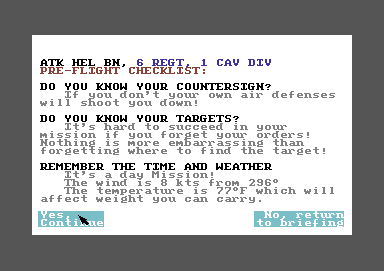 ATK HEL BN, 6 REGT, 1 CAV DIV
PRE-FLIGHT CHECKLIST:
DO YOU KNOW YOUR COUNTERSIGN?
If you don't your own air defenses
will shoot you down!
DO YOU KNOW YOUR TARGETS?
It's hard to succeed in your
mission if you forget your orders!
Nothing is more embarrassing than
forgetting where to find the target!
REMEMBER THE TIME AND WEATHER
It's a day Mission!
The wind is 8 kts from 296°
The temperature is 77°F which will
affect weight you can carry.
Yes,
Continue
No, return
to briefing